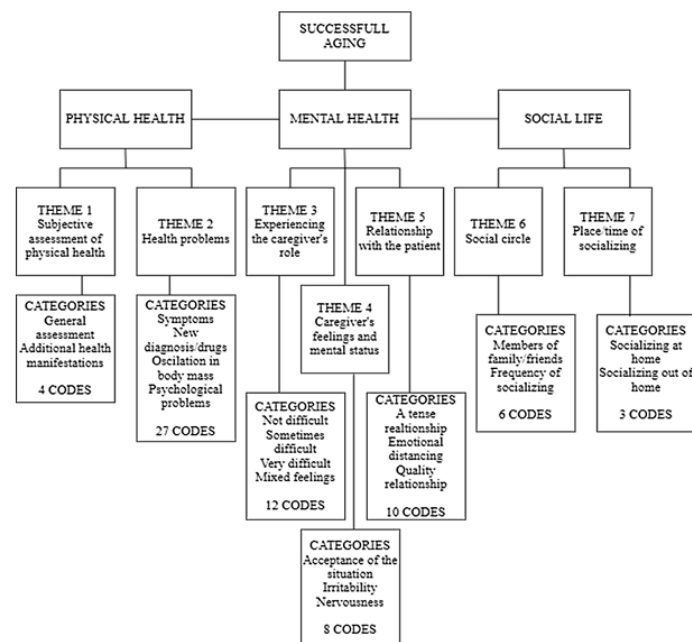 SUCCESSFULL
AGING
PHYSICAL HEALTH
MENTAL HEALTH
SOCIAL LIFE
THEME 1
Subjective
assessment of
physical health
THEME 2
Health problems
THEME 3
Experiencing
the caregiver's
role
THEME 4
Caregiver's
feelings and
mental status
THEME 5
Relationship
with the patient
THEME 6
Social circle
THEME 7
Place/time of
socializing
CATEGORIES
General
assessment
Additional health
manifestations
4 CODES
CATEGORIES
Symptoms
New
diagnosis/drugs
Oscilation in
body mass
Psychological
problems
27 CODES
CATEGORIES
Not difficult
Sometimes
difficult
Very difficult
Mixed feelings
12 CODES
CATEGORIES
Acceptance of the
situation
Irritability
Nervousness
8 CODES
CATEGORIES
A tense
realtionship
Emotional
distancing
Quality
relationship
10 CODES
CATEGORIES
Members of
family/friends
Frequency of
socializing
6 CODES
CATEGORIES
Socializing at
home
Socializing out of
home
3 CODES